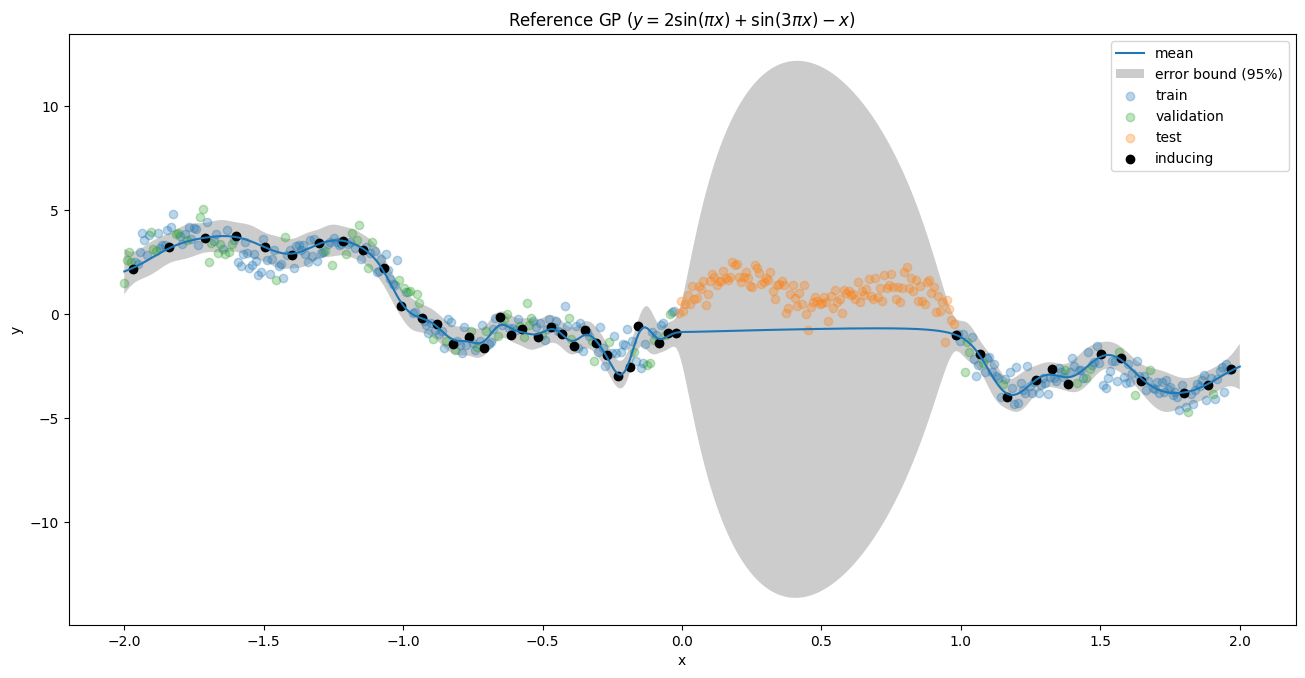 Reference GP (y = 2sin(πx) + sin(3πx) − x)
mean
error bound (95%)
train
validation
test
inducing
10
5
0
−5
−10
y
−2.0 −1.5 −1.0 −0.5 0.0 0.5 1.0 1.5 2.0
x